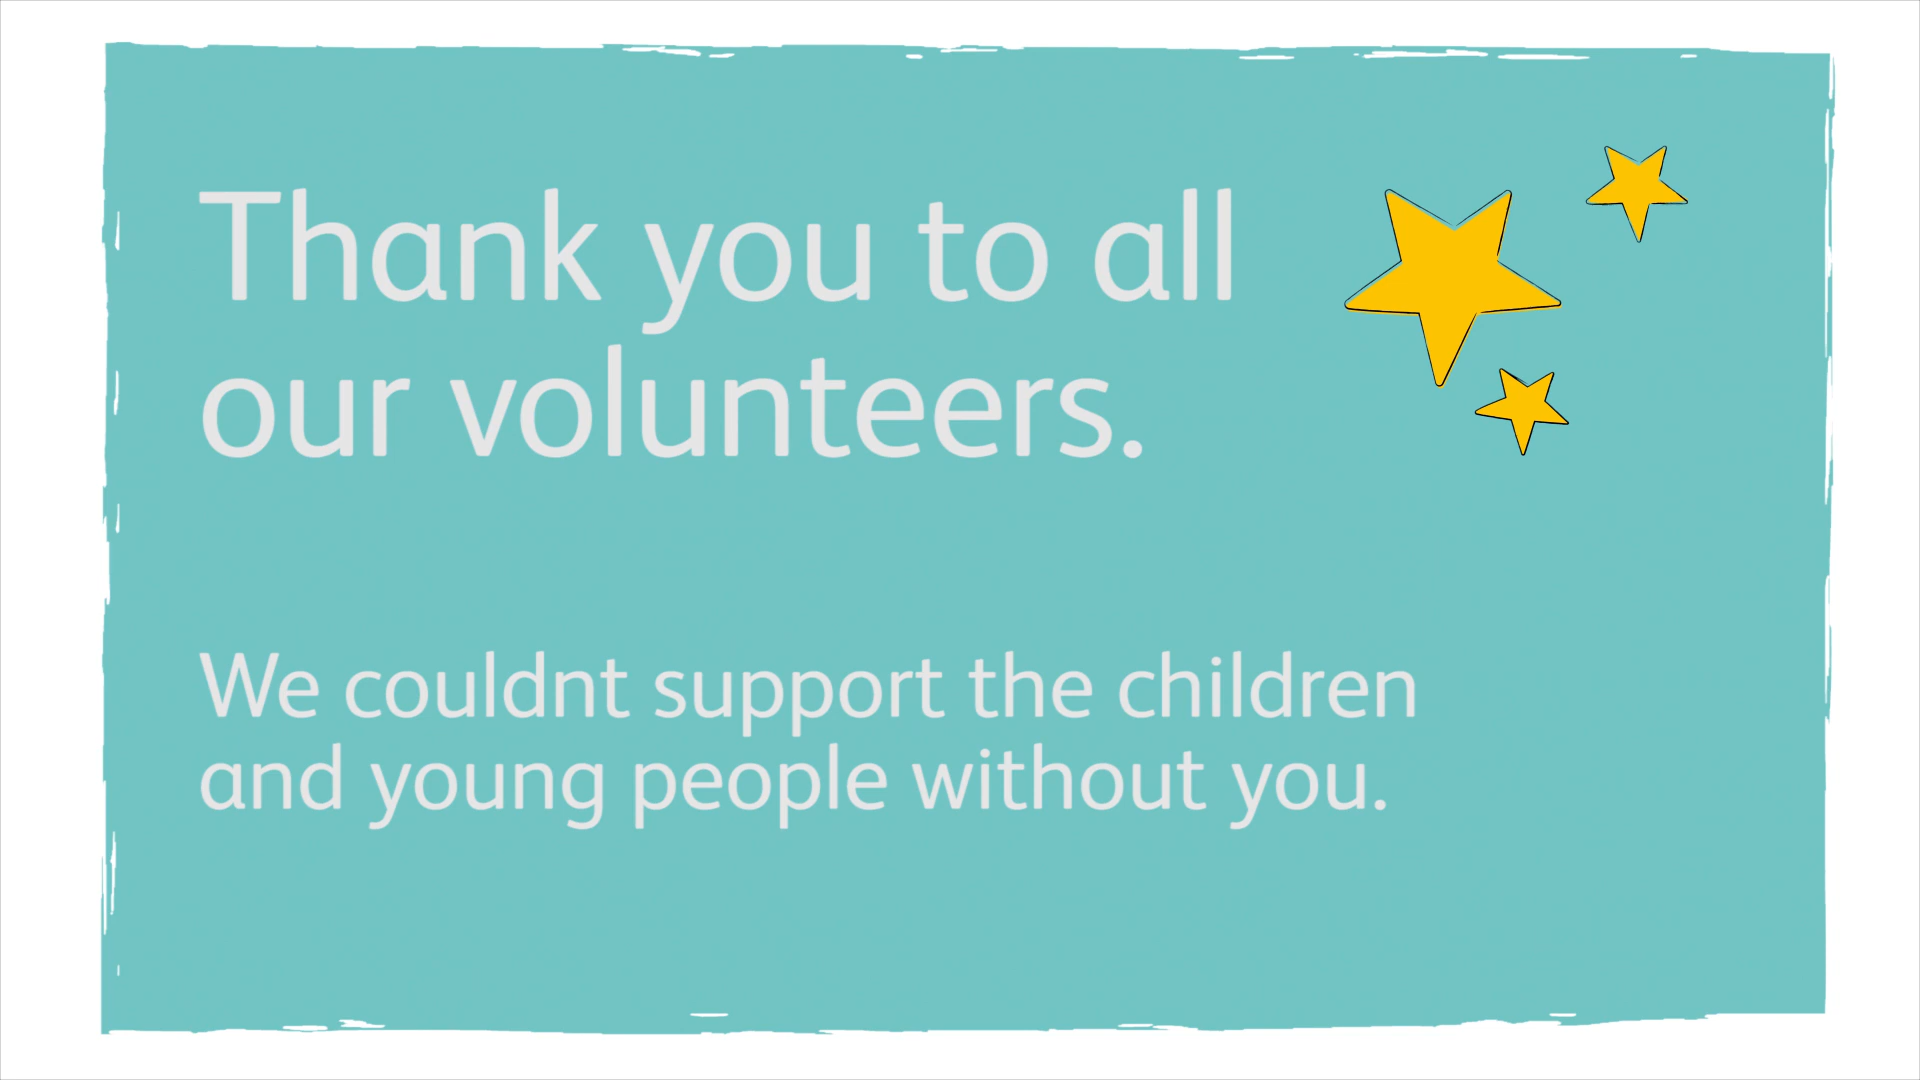 Thank you to all
our volunteers.
We couldnt support the children
and young people without you.